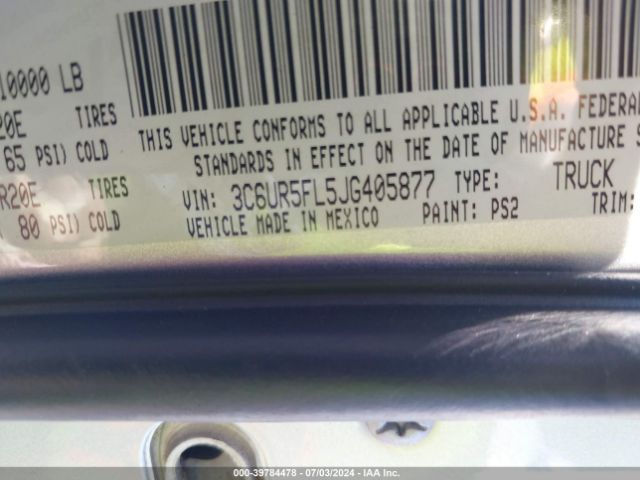 10000 LB
20E TIRES
65 PSI) COLD
R20E TIRES
80 PSI) COLD
THIS VEHICLE CONFORMS TO ALL APPLICABLE U.S.A. FEDERAL
STANDARDS IN EFFECT ON THE DATE OF MANUFACTURE S
VIN: 3C6UR5FL5JG405877 TYPE: TRUCK
VEHICLE MADE IN MEXICO PAINT: PS2 TRIM:
000-39784478 - 07/03/2024 - IAA Inc.